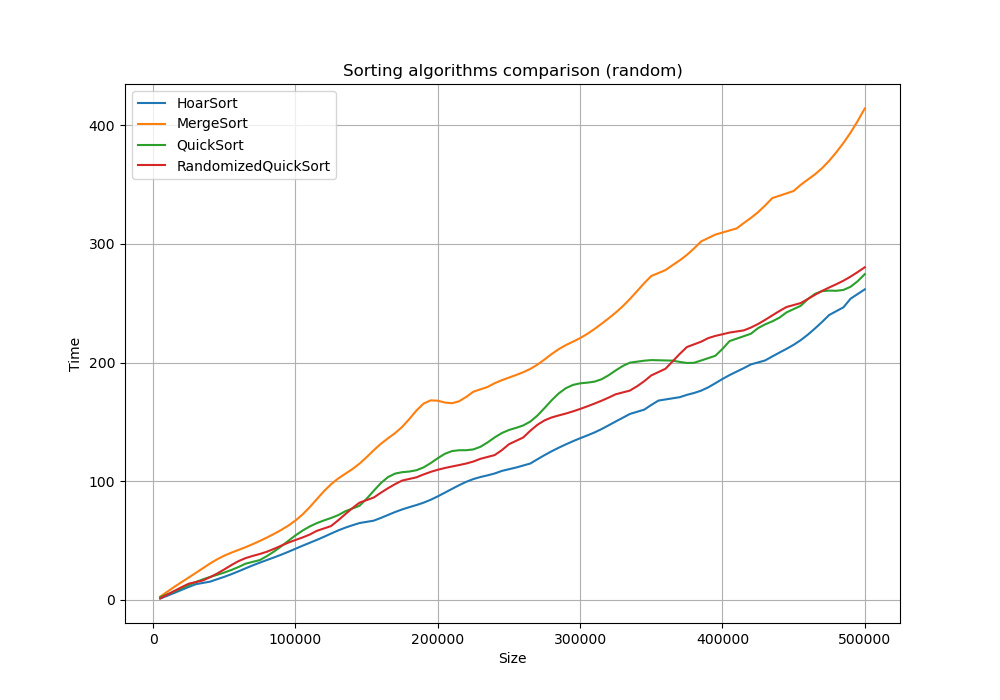 Sorting algorithms comparison (random)
HoarSort
MergeSort
QuickSort
RandomizedQuickSort
Time
400
300
200
100
0
0 100000 200000 300000 400000 500000
Size